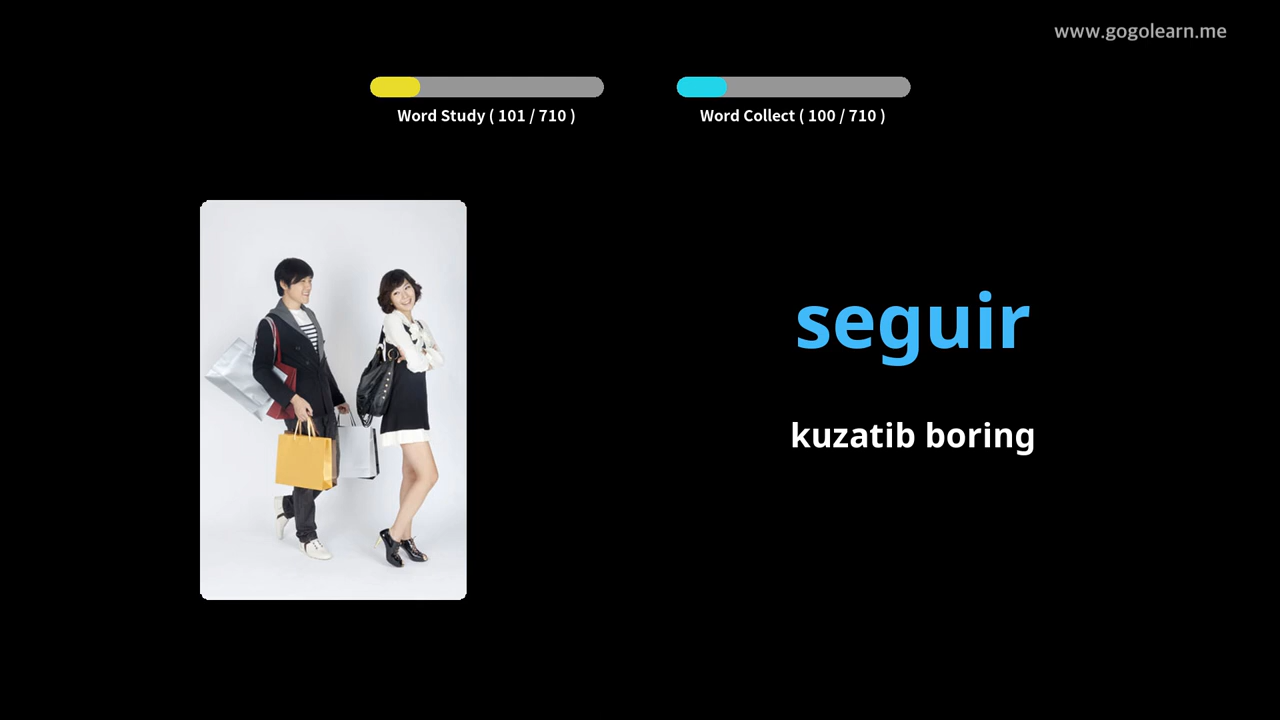 www.gogolearn.me
Word Study ( 101 / 710 )
Word Collect ( 100 / 710 )
seguir
kuzatib boring